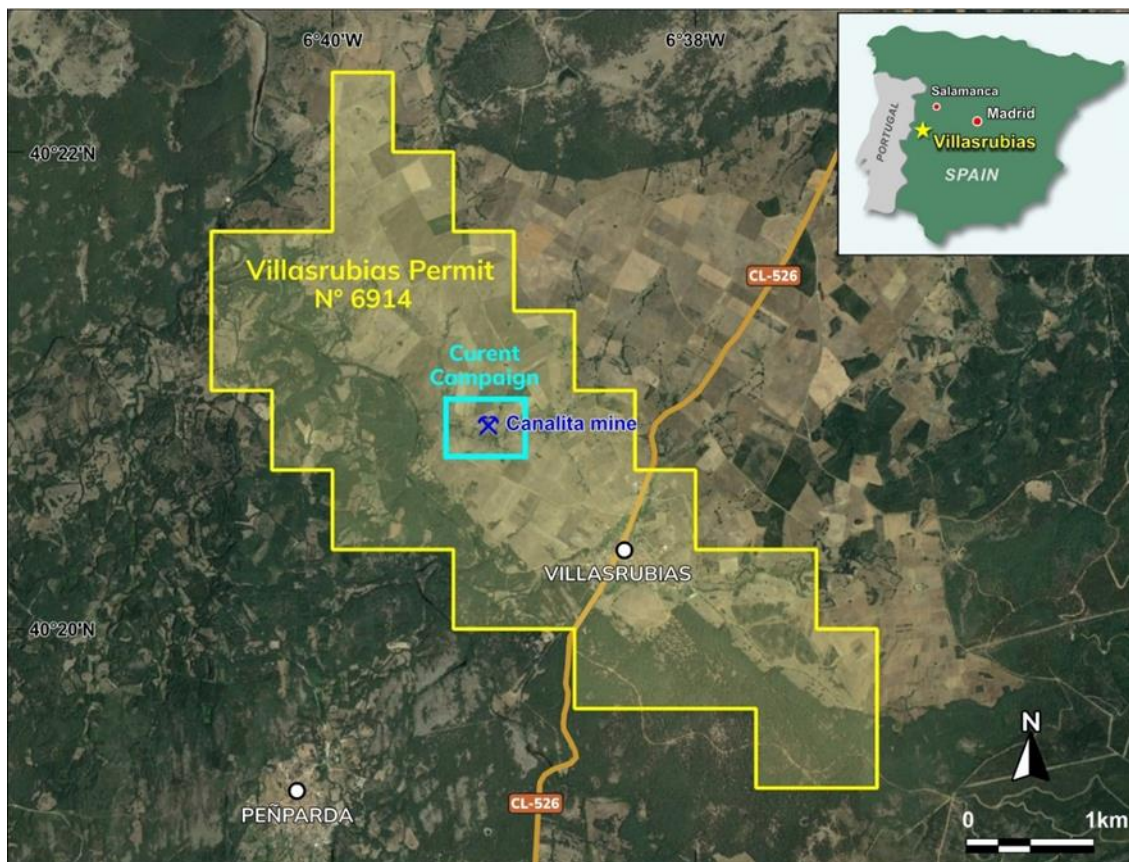 6°40'W
6°38'W
40°22'N
Salamanca
Madrid
PORTUGAL
Villasrubias
SPAIN
Villasrubias Permit
N° 6914
CL-526
Curent
Campaign
Canalita mine
VILLASRUBIAS
40°20'N
PEÑPARDA
CL-526
N
0 1km